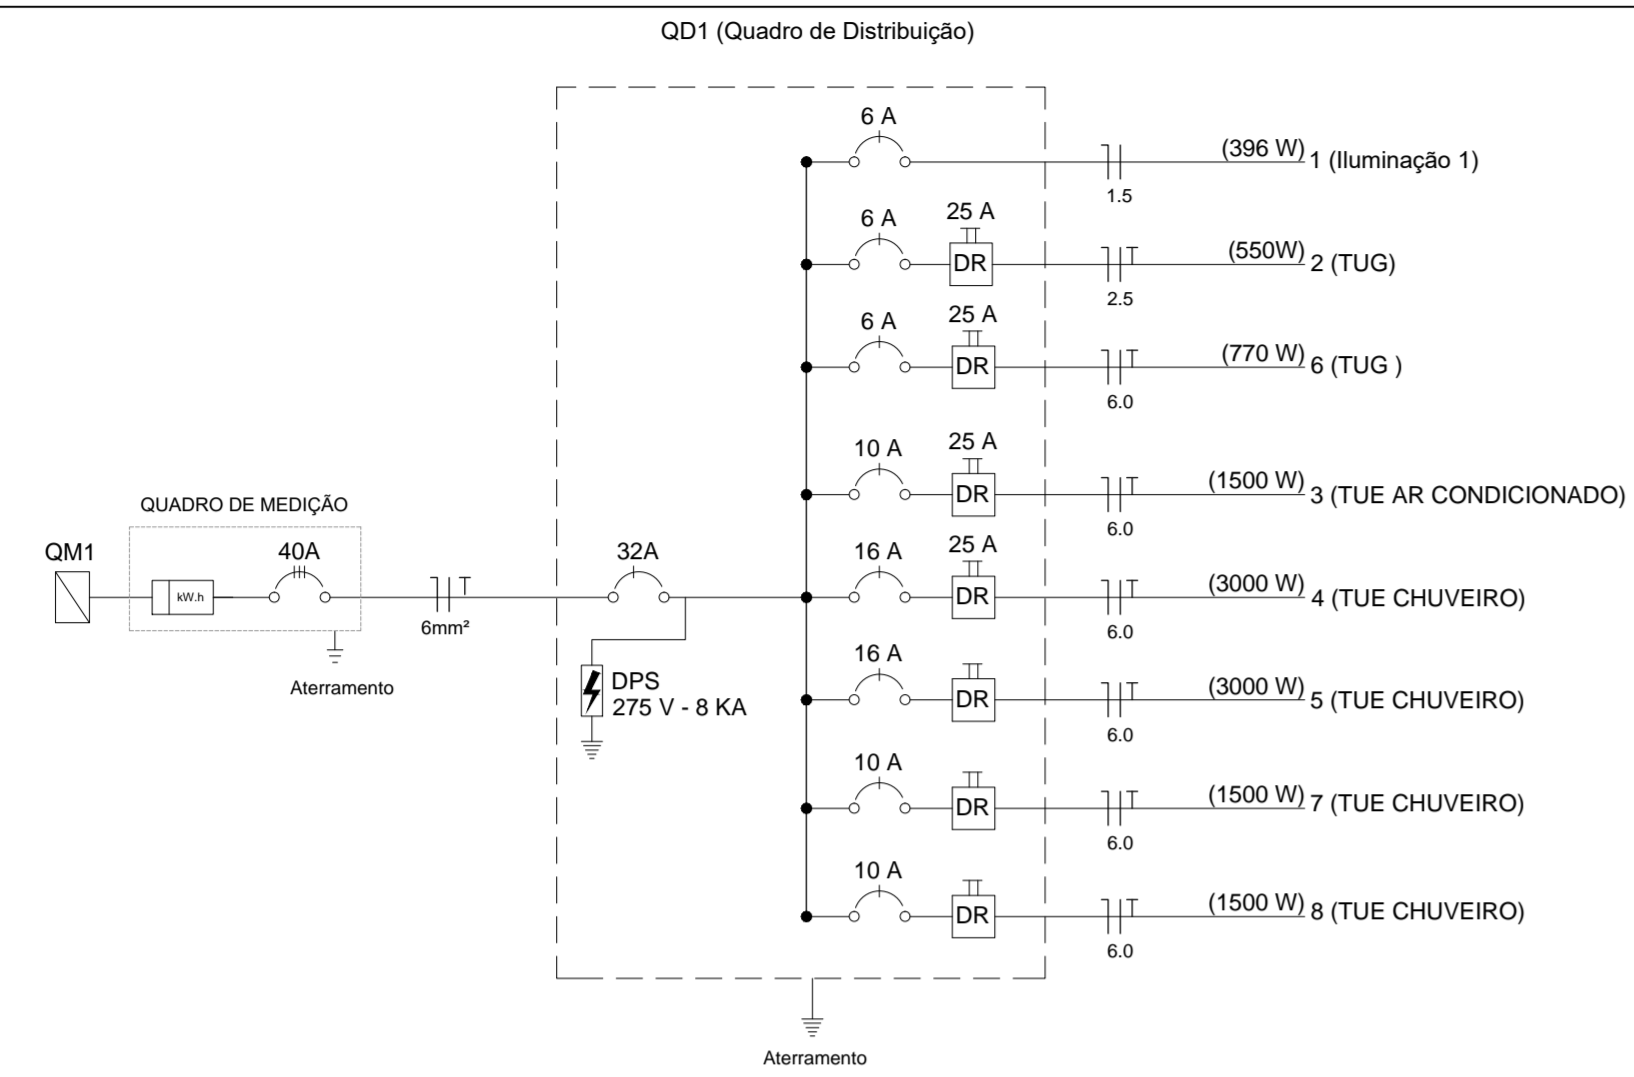 QD1 (Quadro de Distribuição)
6 A
(396 W) 1 (Iluminação 1)
1.5
6 A
25 A
DR
(550W) 2 (TUG)
2.5
6 A
25 A
DR
(770 W) 6 (TUG )
6.0
10 A
25 A
DR
(1500 W) 3 (TUE AR CONDICIONADO)
6.0
QUADRO DE MEDIÇÃO
QM1
kW.h
40A
6mm²
Aterramento
32A
DPS
275 V - 8 KA
16 A
25 A
DR
(3000 W) 4 (TUE CHUVEIRO)
6.0
16 A
DR
(3000 W) 5 (TUE CHUVEIRO)
6.0
10 A
DR
(1500 W) 7 (TUE CHUVEIRO)
6.0
10 A
DR
(1500 W) 8 (TUE CHUVEIRO)
6.0
Aterramento